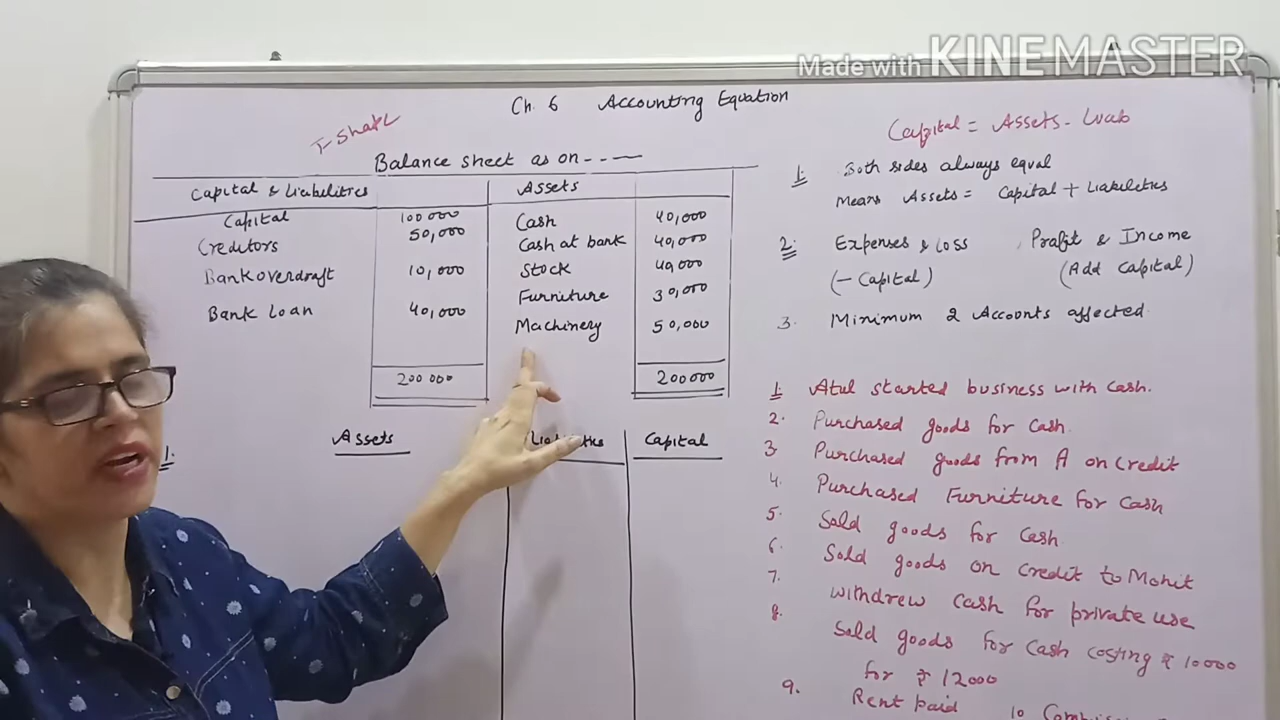 Made with KINEMASTER
Ch. 6 Accounting Equation
T-Shape
Balance sheet as on----
Capital & Liabilities Assets
Capital 100000 Cash 40,000
Creditors 50,000 Cash at bank 40,000
Bank overdraft 10,000 Stock 40,000
Furniture 30,000
Bank Loan 40,000 Machinery 50,000
200000 200000
1. Assets Capital
Capital = Assets - Liab
1. Both sides always equal
Means Assets = Capital + Liabilities
2. Expenses & Loss , Profit & Income
(- Capital) (Add Capital)
3. Minimum 2 Accounts affected.
1. Atul started business with cash.
2. Purchased goods for cash.
3. Purchased goods from A on credit
4. Purchased Furniture for cash
5. Sold goods for cash.
6. Sold goods on credit to Mohit
7. withdrew cash for private use
8. Sold goods for cash costing ₹ 10000
for ₹ 12000
9. Rent paid 10